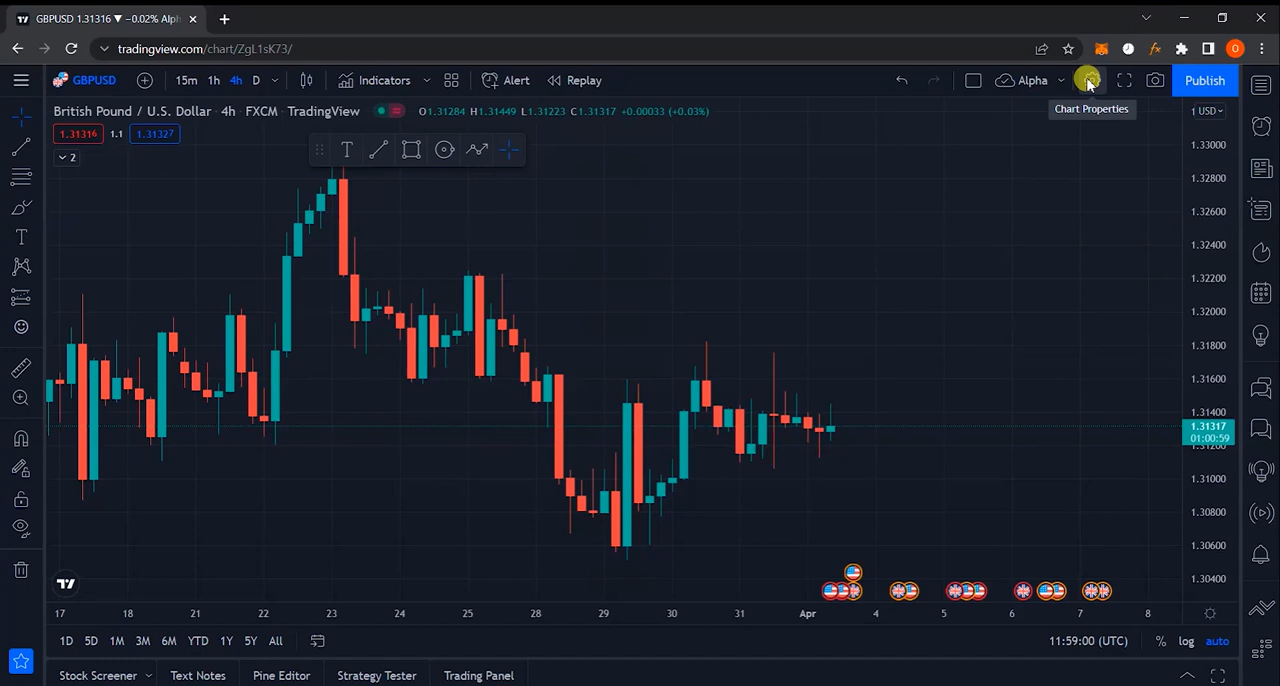 GBPUSD 1.31316 ▼ −0.02% Alph
tradingview.com/chart/ZgL1sK73/
O
GBPUSD 15m 1h 4h D Indicators Alert Replay Alpha Publish
Chart Properties
British Pound / U.S. Dollar · 4h · FXCM · TradingView O1.31284 H1.31449 L1.31223 C1.31317 +0.00033 (+0.03%)
1 USD
1.31316 1.1 1.31327
2
T
1.33000
1.32800
1.32600
1.32400
1.32200
1.32000
1.31800
1.31600
1.31400
1.31317
01:00:59
1.31200
1.31000
1.30800
1.30600
1.30400
17 18 21 22 23 24 25 28 29 30 31 Apr 4 5 6 7 8
1D 5D 1M 3M 6M YTD 1Y 5Y All 11:59:00 (UTC) % log auto
Stock Screener Text Notes Pine Editor Strategy Tester Trading Panel